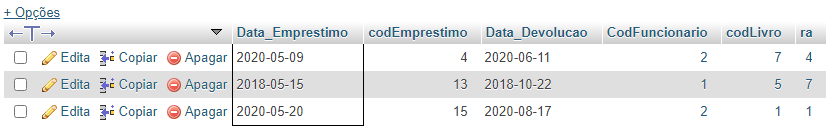 + Opções
Data_Emprestimo codEmprestimo Data_Devolucao CodFuncionario codLivro ra
Edita Copiar Apagar 2020-05-09 4 2020-06-11 2 7 4
Edita Copiar Apagar 2018-05-15 13 2018-10-22 1 5 7
Edita Copiar Apagar 2020-05-20 15 2020-08-17 2 1 1